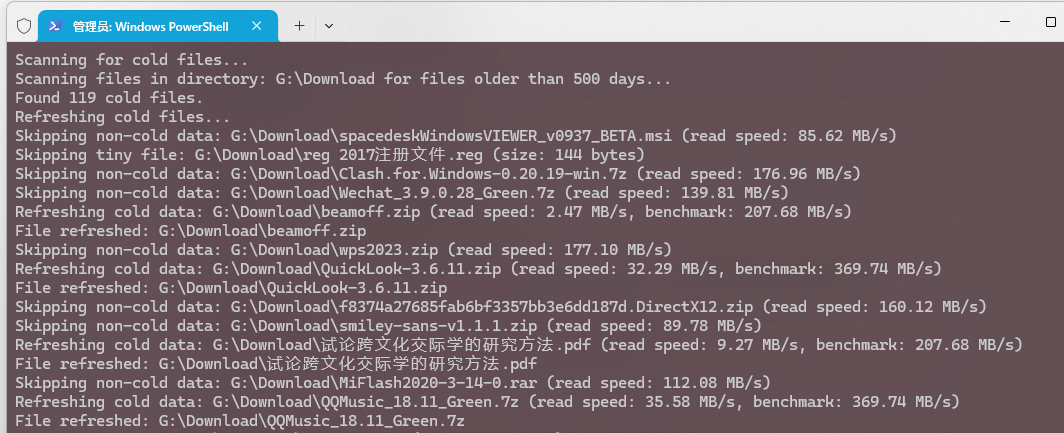 管理员: Windows PowerShell
Scanning for cold files...
Scanning files in directory: G:\Download for files older than 500 days...
Found 119 cold files.
Refreshing cold files...
Skipping non-cold data: G:\Download\spacedeskWindowsVIEWER_v0937_BETA.msi (read speed: 85.62 MB/s)
Skipping tiny file: G:\Download\reg 2017注册文件.reg (size: 144 bytes)
Skipping non-cold data: G:\Download\Clash.for.Windows-0.20.19-win.7z (read speed: 176.96 MB/s)
Skipping non-cold data: G:\Download\Wechat_3.9.0.28_Green.7z (read speed: 139.81 MB/s)
Refreshing cold data: G:\Download\beamoff.zip (read speed: 2.47 MB/s, benchmark: 207.68 MB/s)
File refreshed: G:\Download\beamoff.zip
Skipping non-cold data: G:\Download\wps2023.zip (read speed: 177.10 MB/s)
Refreshing cold data: G:\Download\QuickLook-3.6.11.zip (read speed: 32.29 MB/s, benchmark: 369.74 MB/s)
File refreshed: G:\Download\QuickLook-3.6.11.zip
Skipping non-cold data: G:\Download\f8374a27685fab6bf3357bb3e6dd187d.DirectX12.zip (read speed: 160.12 MB/s)
Skipping non-cold data: G:\Download\smiley-sans-v1.1.1.zip (read speed: 89.78 MB/s)
Refreshing cold data: G:\Download\试论跨文化交际学的研究方法.pdf (read speed: 9.27 MB/s, benchmark: 207.68 MB/s)
File refreshed: G:\Download\试论跨文化交际学的研究方法.pdf
Skipping non-cold data: G:\Download\MiFlash2020-3-14-0.rar (read speed: 112.08 MB/s)
Refreshing cold data: G:\Download\QQMusic_18.11_Green.7z (read speed: 35.58 MB/s, benchmark: 369.74 MB/s)
File refreshed: G:\Download\QQMusic_18.11_Green.7z